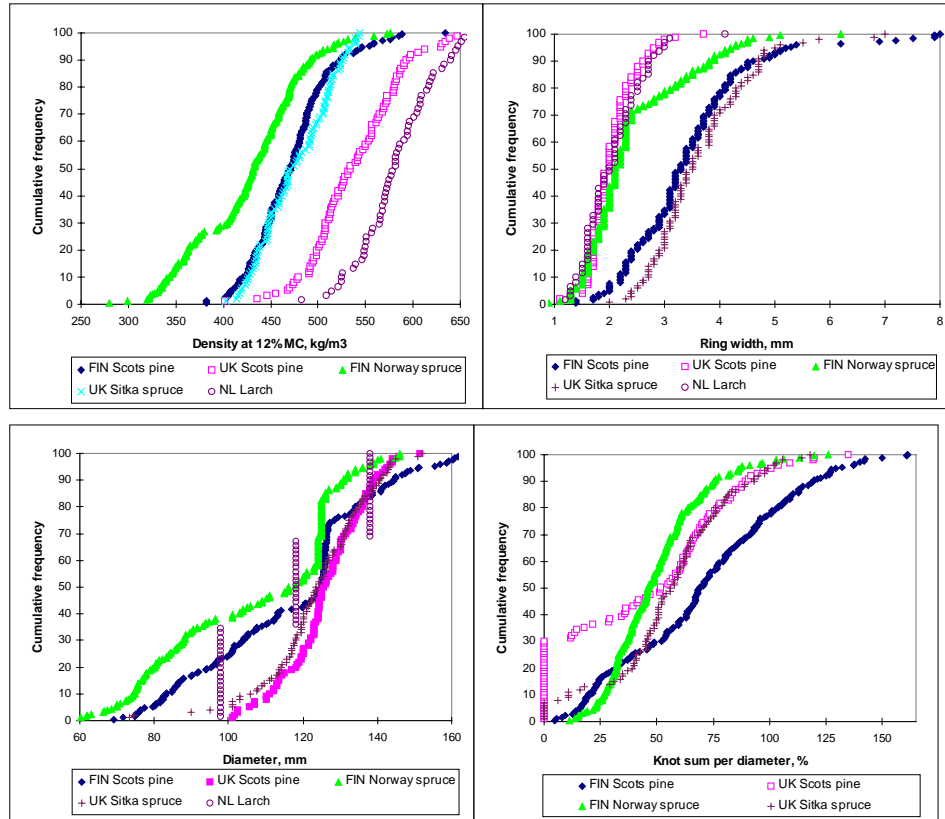 Cumulative frequency
100
90
80
70
60
50
40
30
20
10
0
250 350 400 450 500 550 600 650
Density at 12% MC, kg/m3
FIN Scots pine UK Scots pine FIN Norway spruce
UK Sitka spruce NL Larch
Cumulative frequency
100
90
80
70
60
50
40
30
20
10
0
1 2 3 4 5 6 7 8
Ring width, mm
FIN Scots pine UK Scots pine FIN Norway spruce
UK Sitka spruce NL Larch
Cumulative frequency
100
90
80
70
60
50
40
30
20
10
0
60 80 100 120 140 160
Diameter, mm
FIN Scots pine UK Scots pine FIN Norway spruce
UK Sitka spruce NL Larch
Cumulative frequency
100
90
80
70
60
50
40
30
20
10
0
0 25 50 75 100 125 150
Knot sum per diameter, %
FIN Scots pine UK Scots pine
FIN Norway spruce UK Sitka spruce